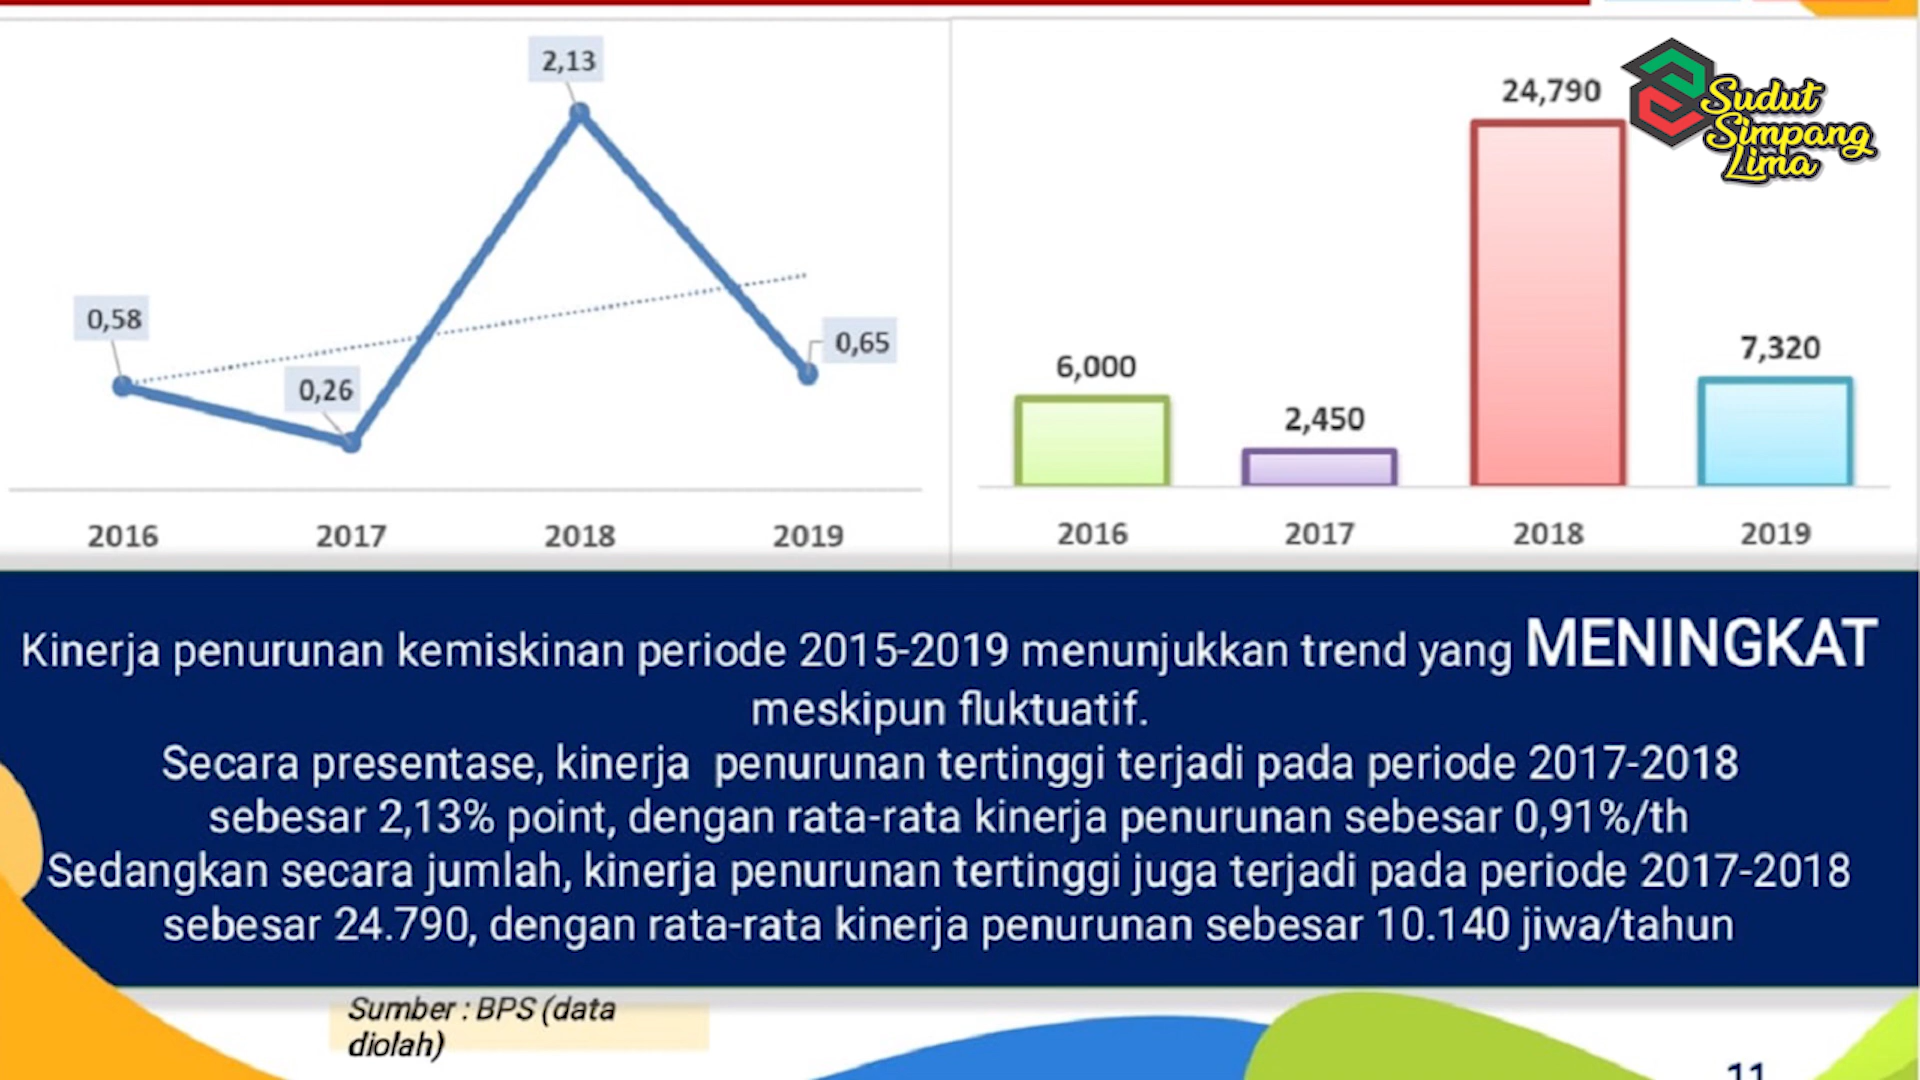 2,13
0,58
0,26
0,65
2016 2017 2018 2019
24,790
6,000
2,450
7,320
2016 2017 2018 2019
Sudut
Simpang
Lima
Kinerja penurunan kemiskinan periode 2015-2019 menunjukkan trend yang MENINGKAT
meskipun fluktuatif.
Secara presentase, kinerja penurunan tertinggi terjadi pada periode 2017-2018
sebesar 2,13% point, dengan rata-rata kinerja penurunan sebesar 0,91%/th
Sedangkan secara jumlah, kinerja penurunan tertinggi juga terjadi pada periode 2017-2018
sebesar 24.790, dengan rata-rata kinerja penurunan sebesar 10.140 jiwa/tahun
Sumber : BPS (data
diolah)
11